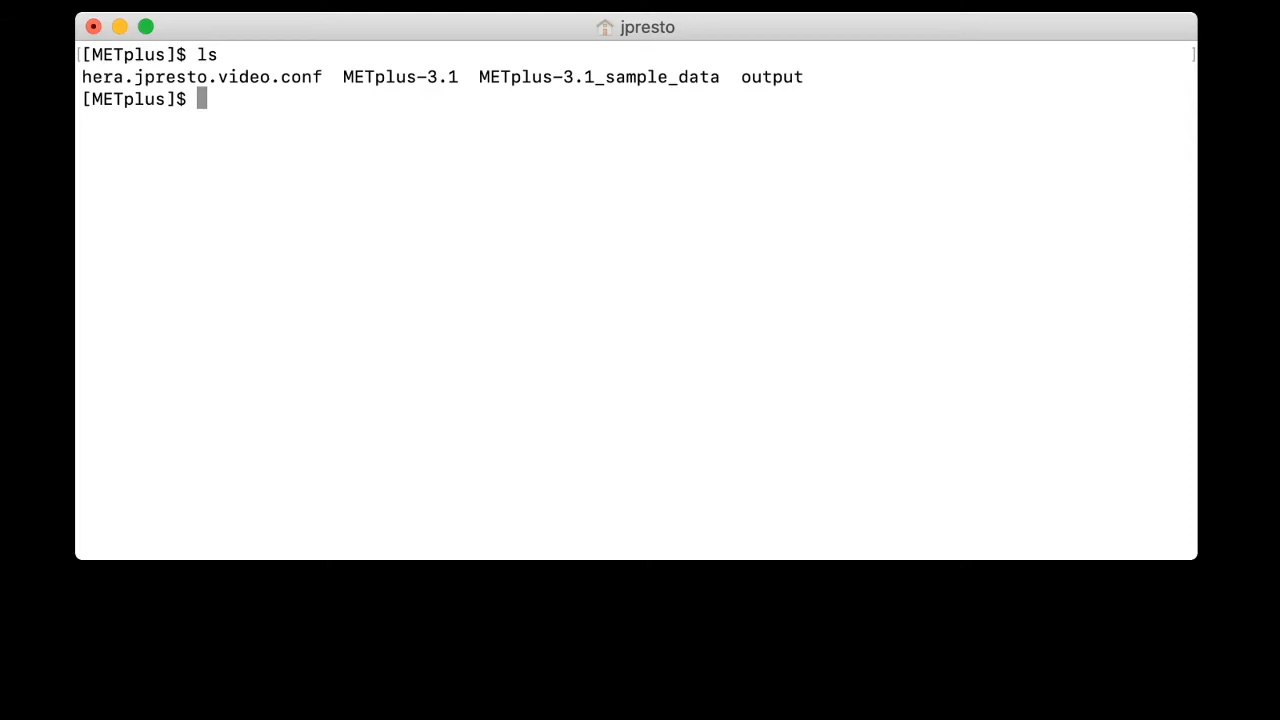 jpresto
[[METplus]$ ls ]
hera.jpresto.video.conf  METplus-3.1  METplus-3.1_sample_data  output
[METplus]$